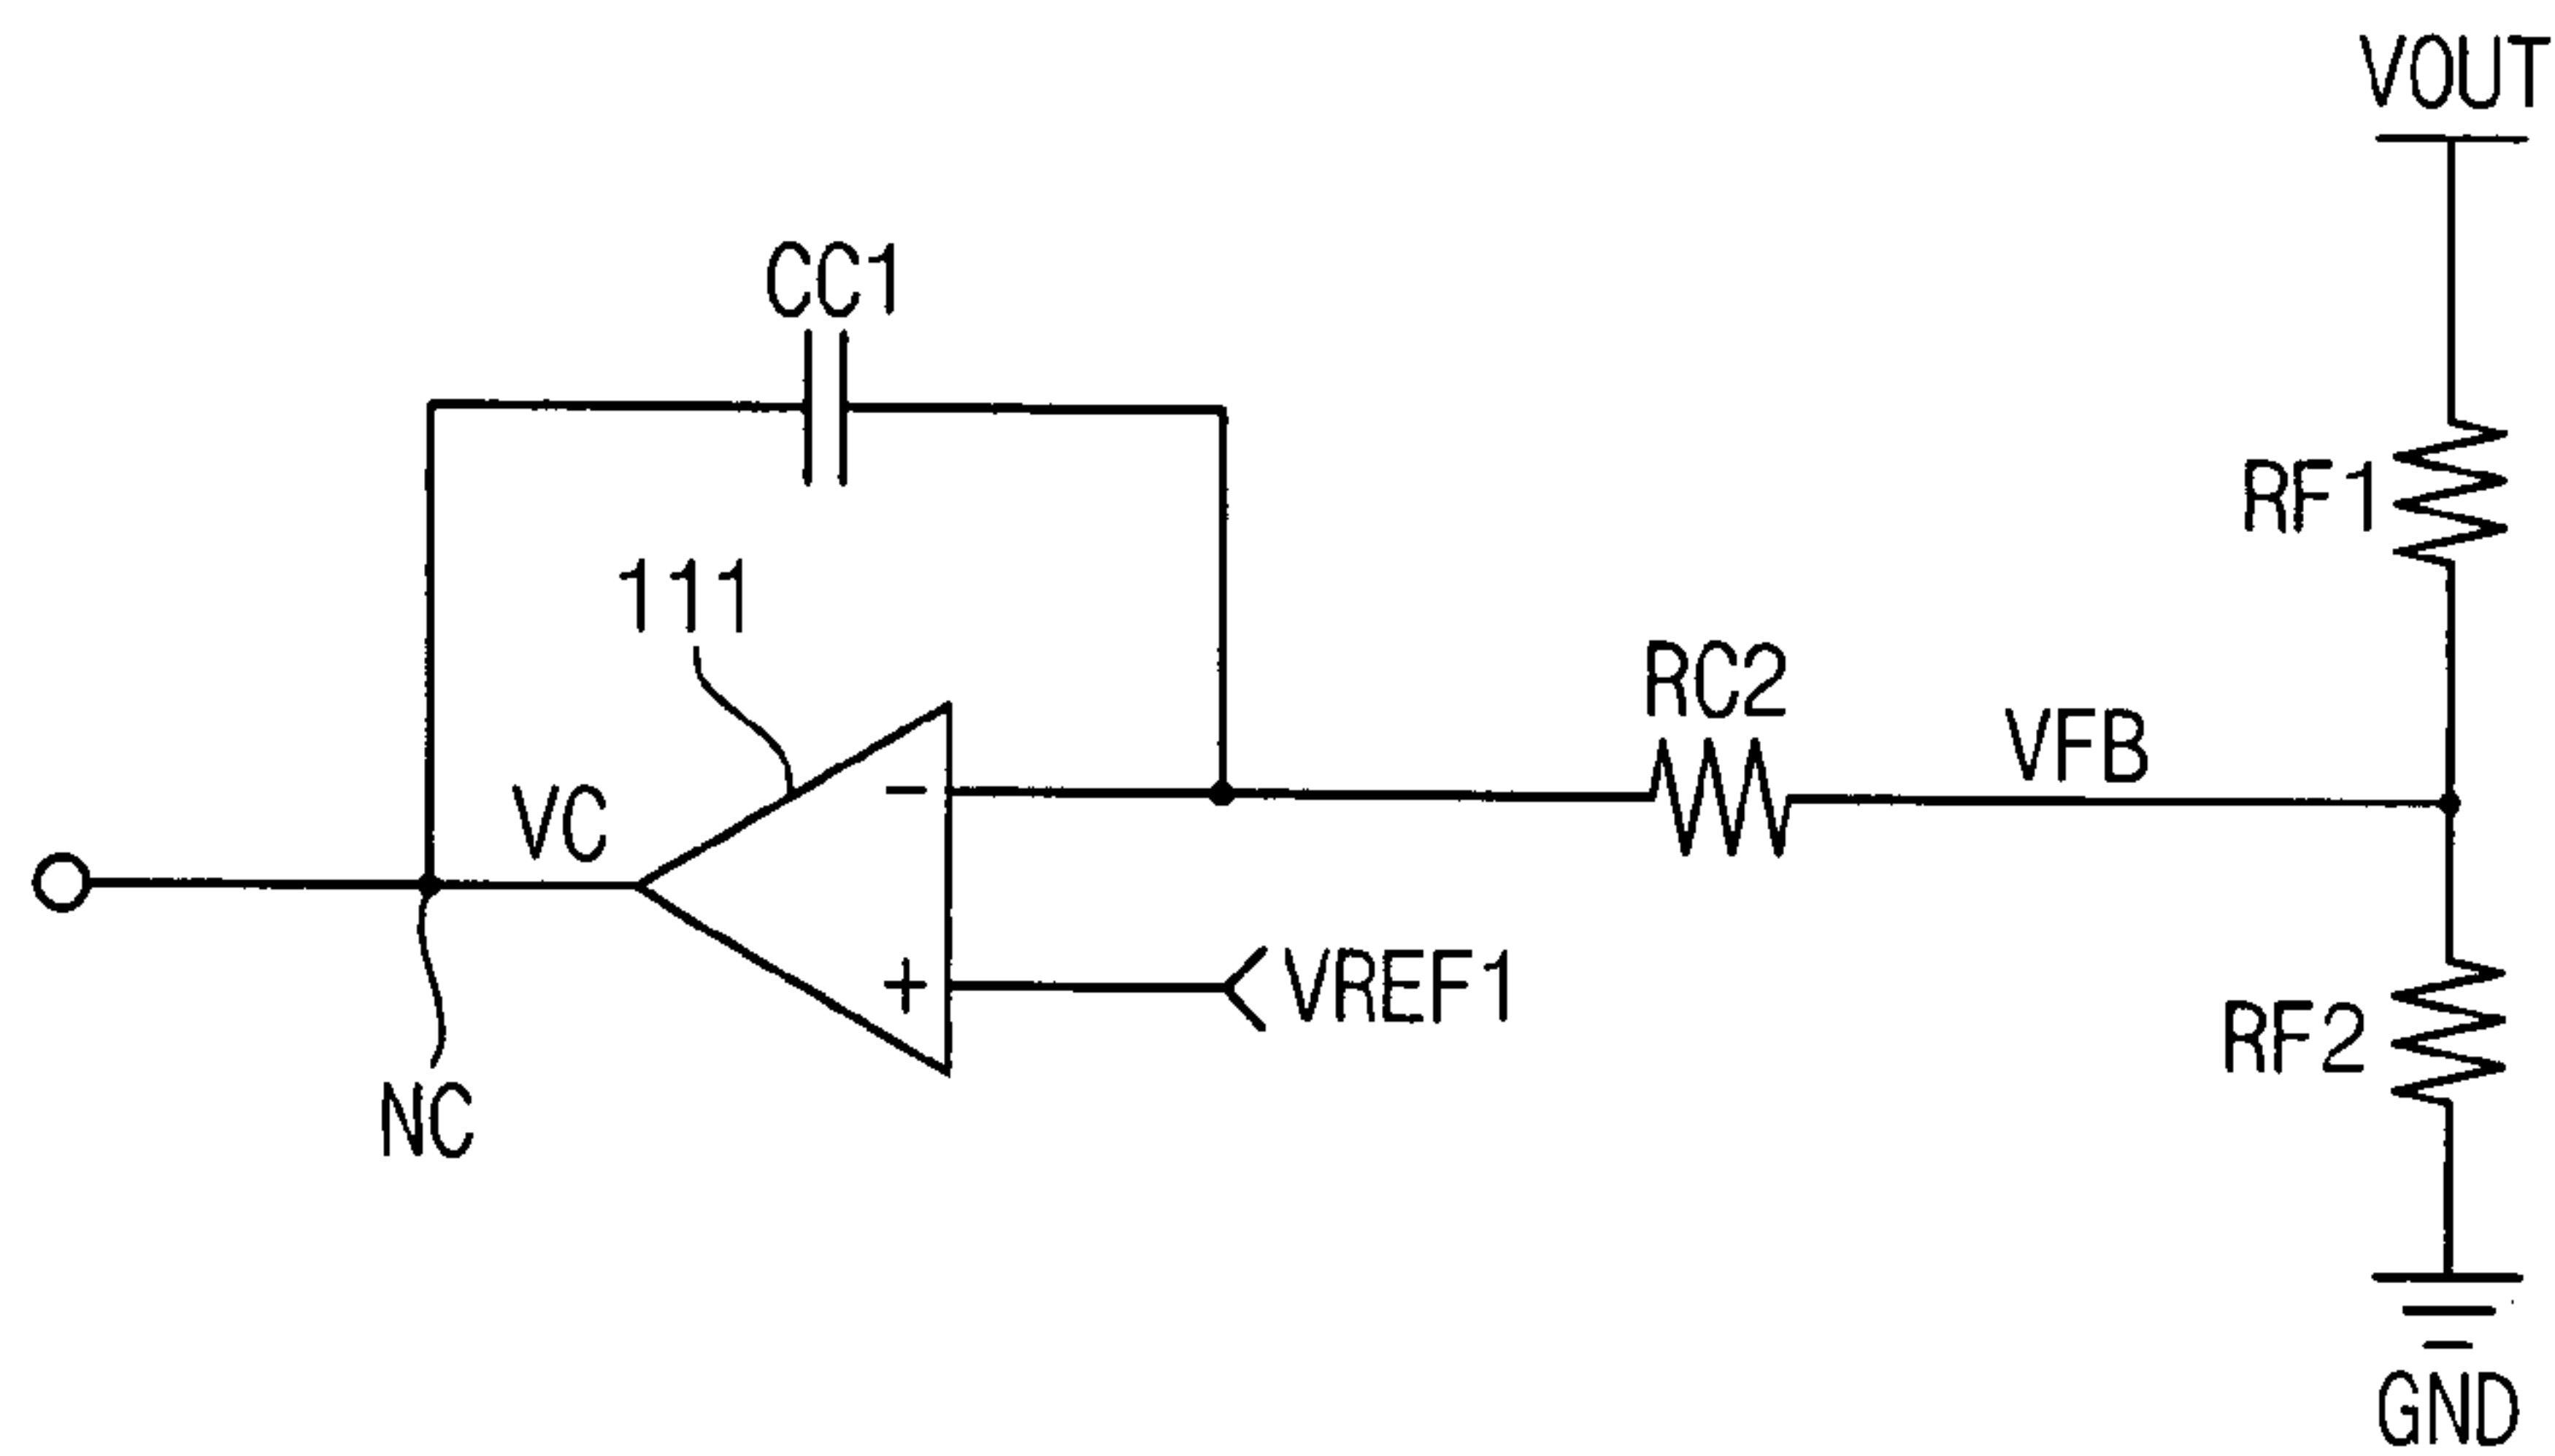 VOUT
CC1
RF1
111
RC2
VFB
VC
−
+
VREF1
RF2
NC
GND